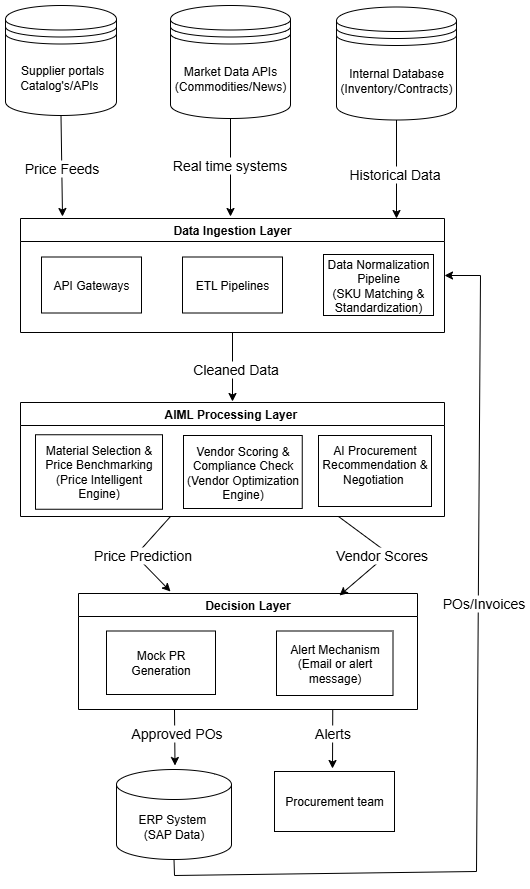 Supplier portals
Catalog's/APIs
Market Data APIs
(Commodities/News)
Internal Database
(Inventory/Contracts)
Price Feeds
Real time systems
Historical Data
Data Ingestion Layer
API Gateways
ETL Pipelines
Data Normalization
Pipeline
(SKU Matching &
Standardization)
Cleaned Data
AIML Processing Layer
Material Selection &
Price Benchmarking
(Price Intelligent
Engine)
Vendor Scoring &
Compliance Check
(Vendor Optimization
Engine)
AI Procurement
Recommendation &
Negotiation
Price Prediction
Vendor Scores
Decision Layer
POs/Invoices
Mock PR
Generation
Alert Mechanism
(Email or alert
message)
Approved POs
Alerts
ERP System
(SAP Data)
Procurement team